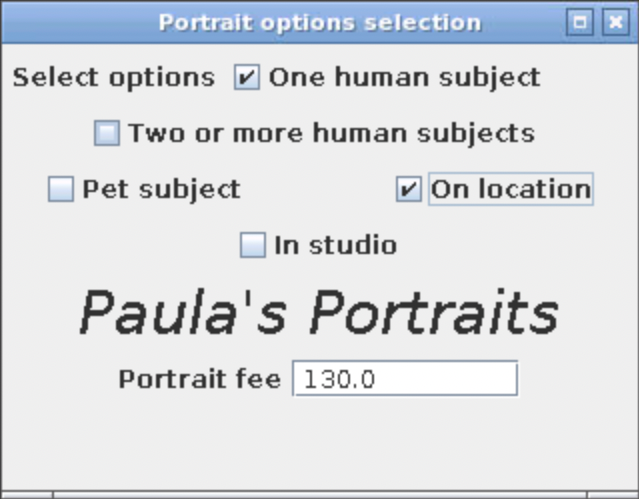 Portrait options selection
Select options One human subject
Two or more human subjects
Pet subject On location
In studio
Paula's Portraits
Portrait fee 130.0